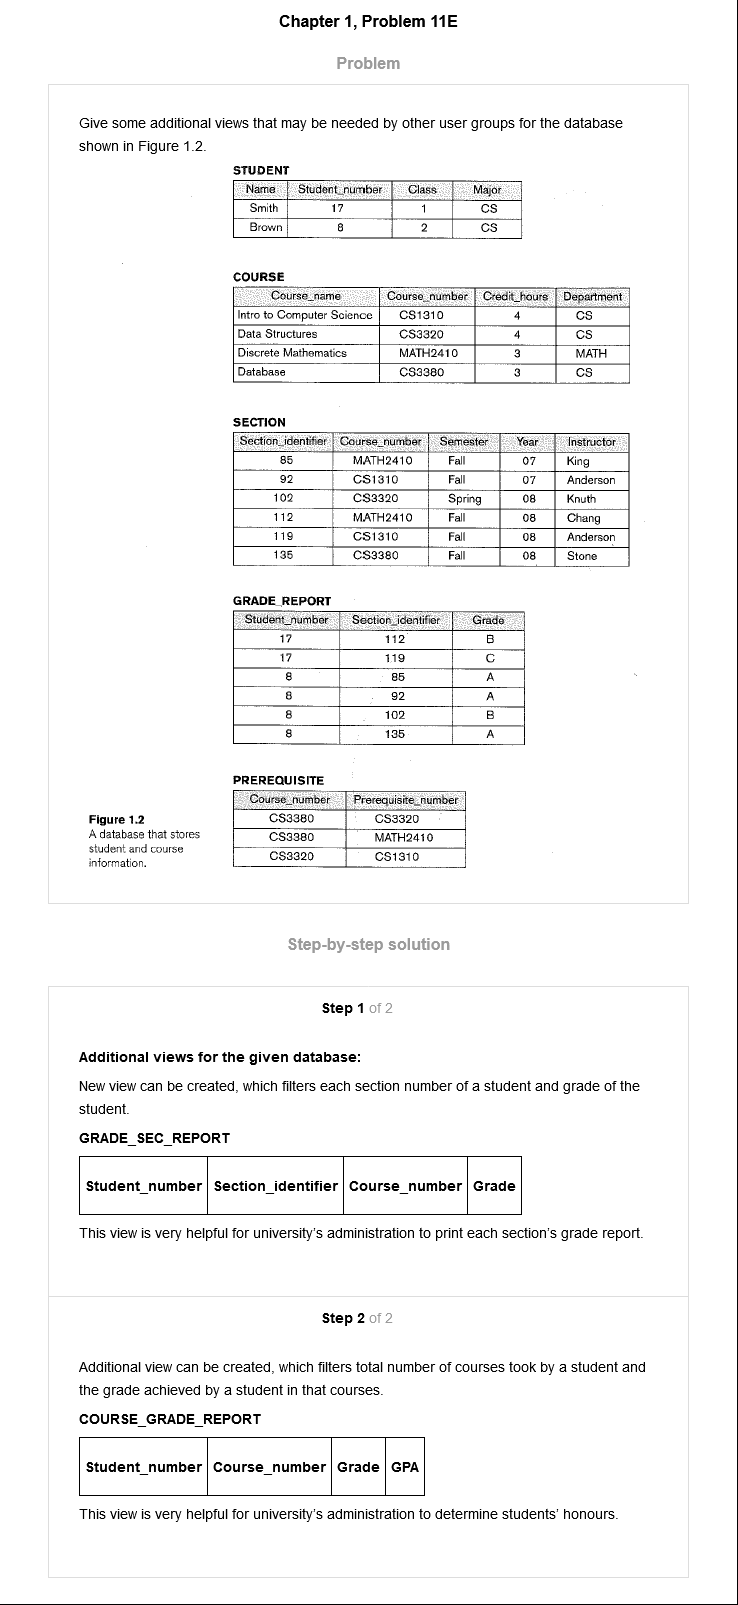 Chapter 1, Problem 11E
Problem
Give some additional views that may be needed by other user groups for the database
shown in Figure 1.2.
STUDENT
Name Student_number Class Major
Smith 17 1 CS
Brown 8 2 CS
COURSE
Course_name Course_number Credit_hours Department
Intro to Computer Science CS1310 4 CS
Data Structures CS3320 4 CS
Discrete Mathematics MATH2410 3 MATH
Database CS3380 3 CS
SECTION
Section_identifier Course_number Semester Year Instructor
85 MATH2410 Fall 07 King
92 CS1310 Fall 07 Anderson
102 CS3320 Spring 08 Knuth
112 MATH2410 Fall 08 Chang
119 CS1310 Fall 08 Anderson
135 CS3380 Fall 08 Stone
GRADE_REPORT
Student_number Section_identifier Grade
17 112 B
17 119 C
8 85 A
8 92 A
8 102 B
8 135 A
PREREQUISITE
Course_number Prerequisite_number
CS3380 CS3320
CS3380 MATH2410
CS3320 CS1310
Figure 1.2
A database that stores
student and course
information.
Step-by-step solution
Step 1 of 2
Additional views for the given database:
New view can be created, which filters each section number of a student and grade of the
student.
GRADE_SEC_REPORT
Student_number Section_identifier Course_number Grade
This view is very helpful for university's administration to print each section's grade report.
Step 2 of 2
Additional view can be created, which filters total number of courses took by a student and
the grade achieved by a student in that courses.
COURSE_GRADE_REPORT
Student_number Course_number Grade GPA
This view is very helpful for university's administration to determine students' honours.